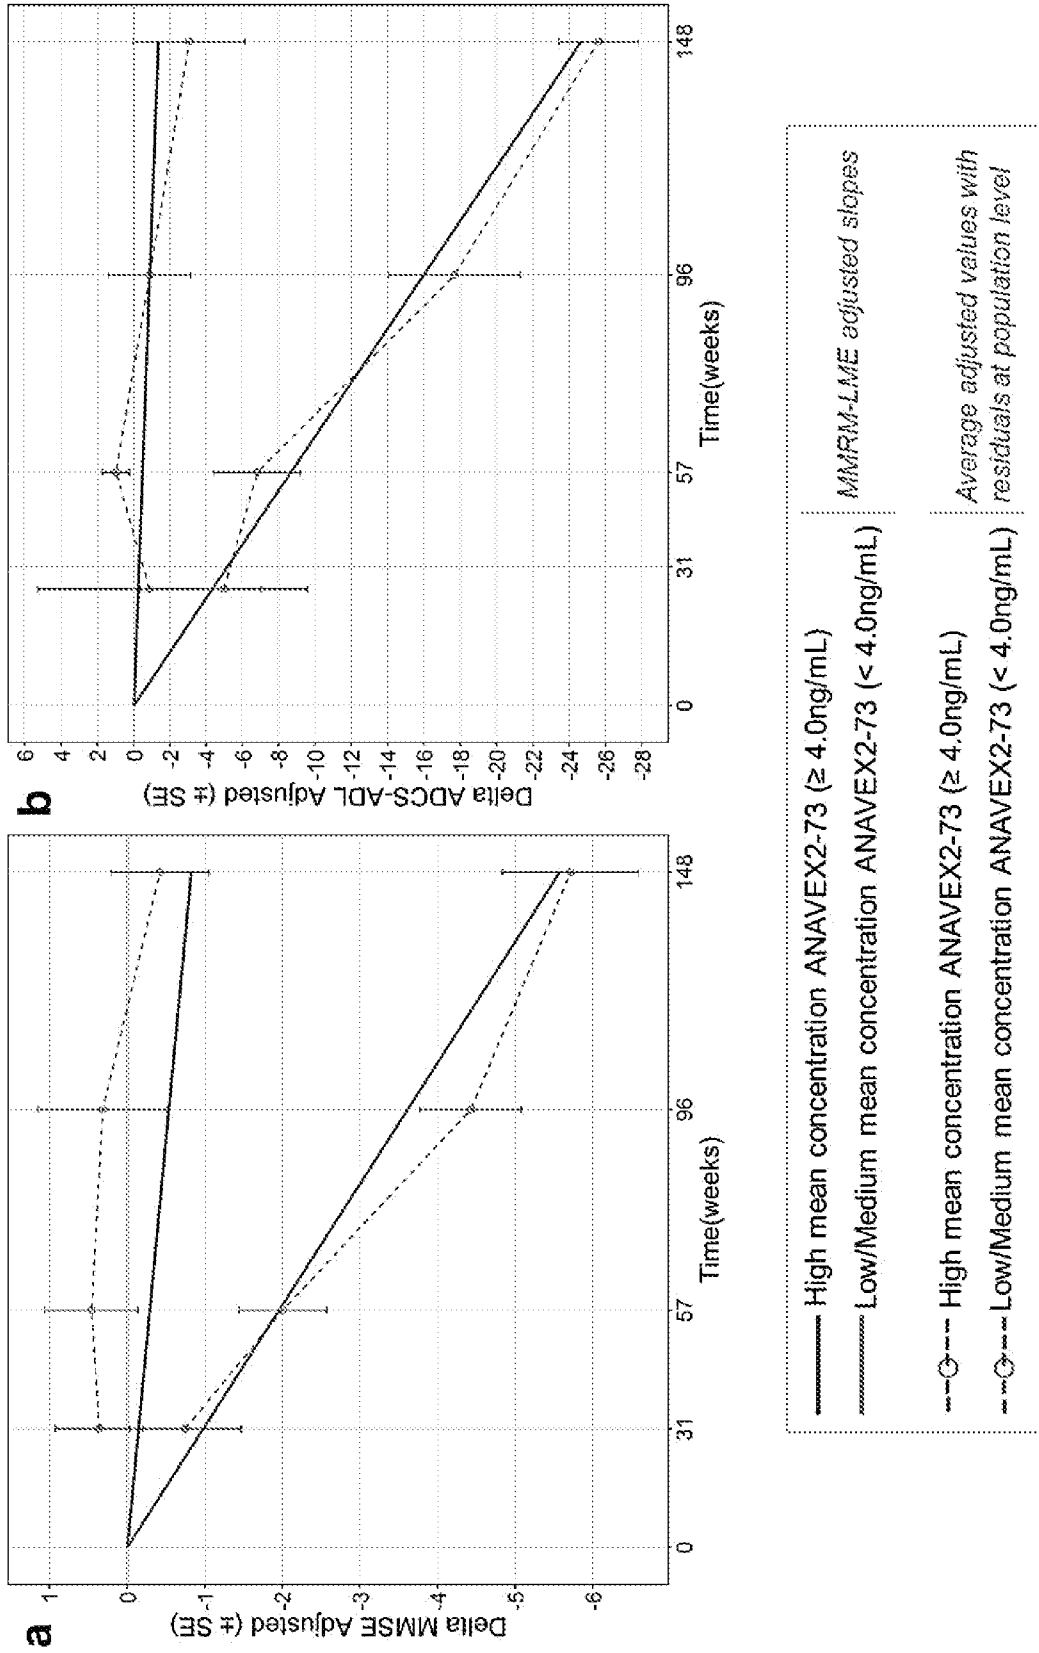 a
Delta MMSE Adjusted (± SE)
1
0
-1
-2
-3
-4
-5
-6
0
31
57
96
148
Time(weeks)
b
Delta ADCS-ADL Adjusted (± SE)
6
4
2
0
-2
-4
-6
-8
-10
-12
-14
-16
-18
-20
-22
-24
-26
-28
0
31
57
96
148
Time(weeks)
High mean concentration ANAVEX2-73 (≥ 4.0ng/mL)
Low/Medium mean concentration ANAVEX2-73 (< 4.0ng/mL)
MMRM-LME adjusted slopes
High mean concentration ANAVEX2-73 (≥ 4.0ng/mL)
Low/Medium mean concentration ANAVEX2-73 (< 4.0ng/mL)
Average adjusted values with
residuals at population level